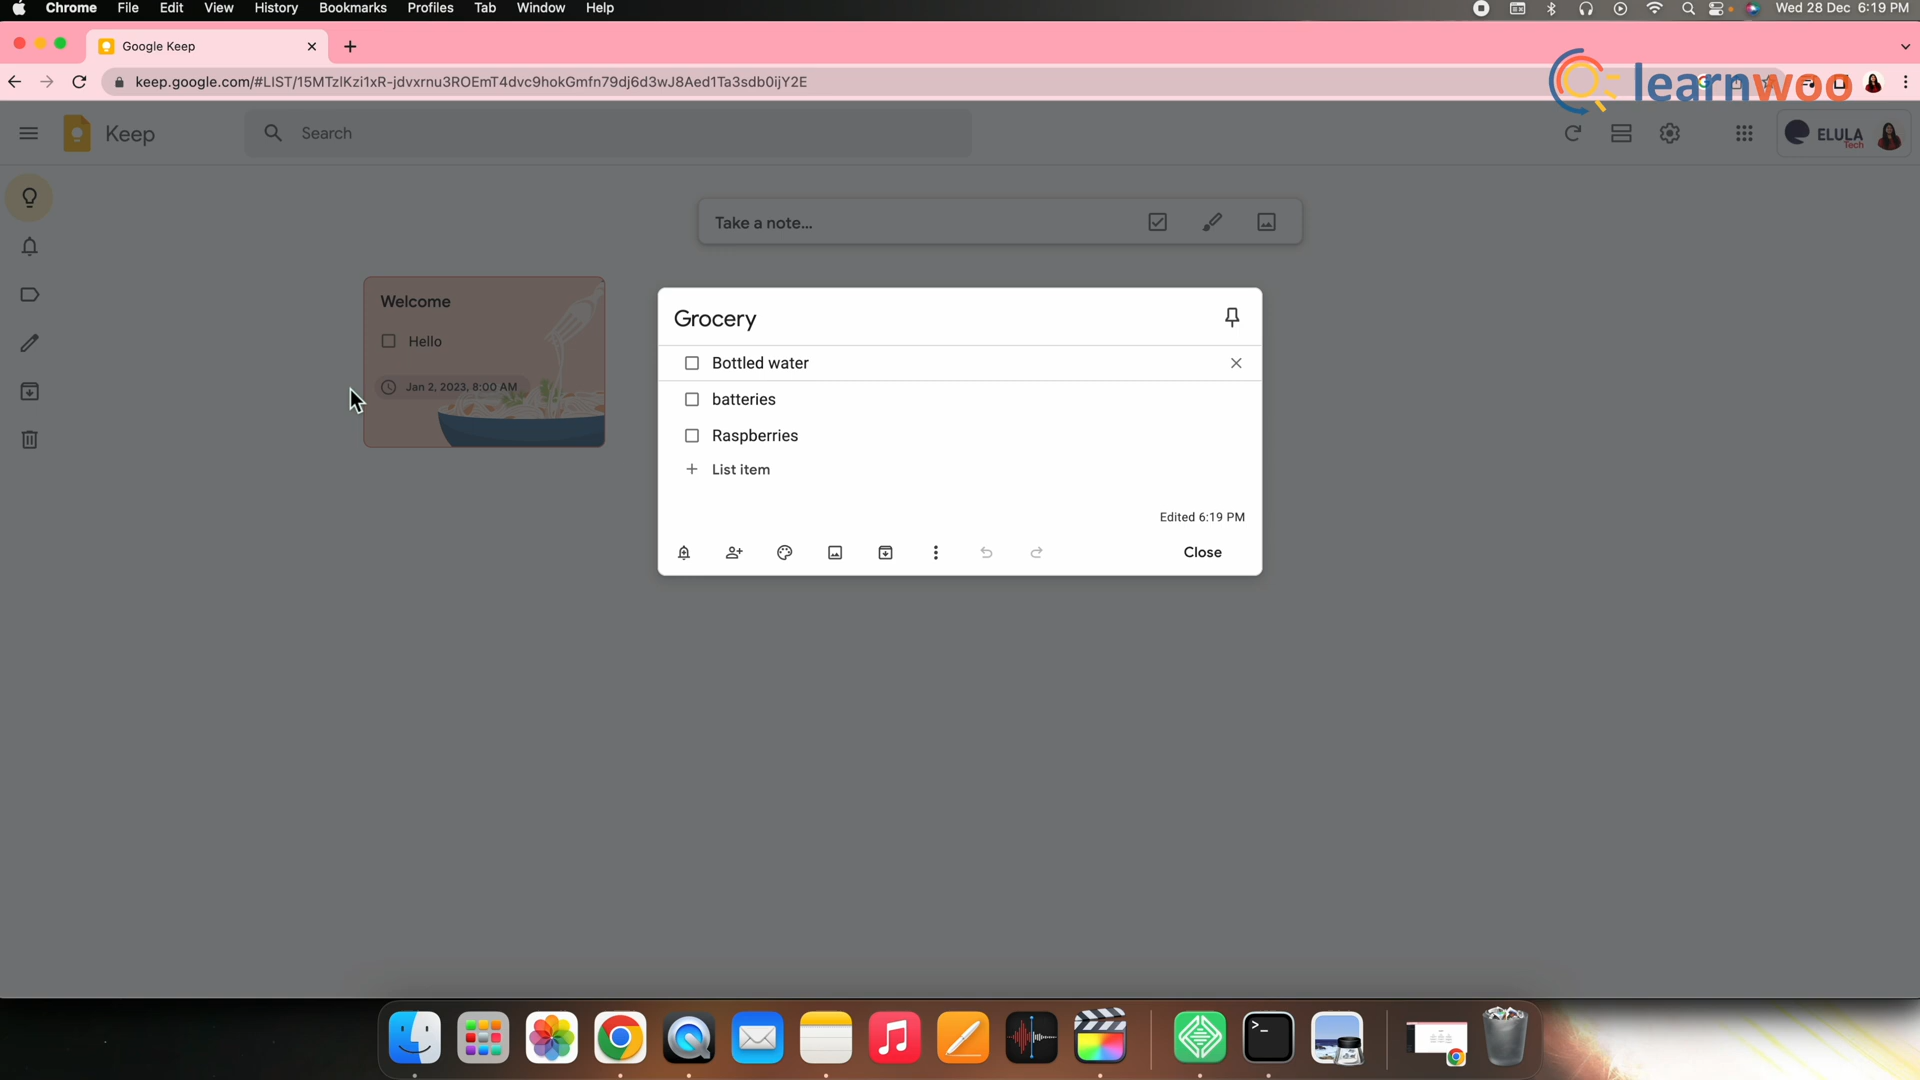 Chrome File Edit View History Bookmarks Profiles Tab Window Help
Wed 28 Dec 6:19 PM
Google Keep
keep.google.com/#LIST/15MTzlKzi1xR-jdvxrnu3ROEmT4dvc9hokGmfn79dj6d3wJ8Aed1Ta3sdb0ijY2E
learnwoo
Keep
Search
ELULA
Tech
Take a note...
Welcome
Hello
Jan 2, 2023, 8:00 AM
Grocery
Bottled water
batteries
Raspberries
+ List item
Edited 6:19 PM
Close